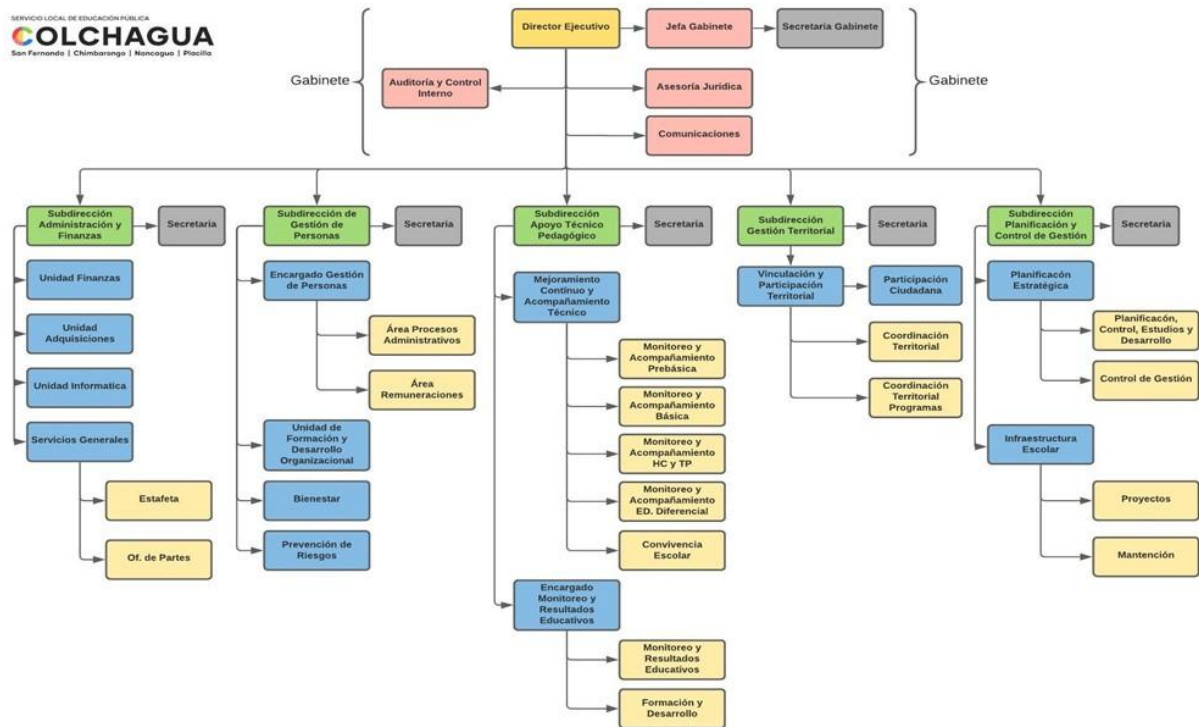 SERVICIO LOCAL DE EDUCACIÓN PÚBLICA
COLCHAGUA
San Fernando | Chimbarongo | Nancagua | Placilla
Director Ejecutivo
Jefa Gabinete
Secretaría Gabinete
Gabinete
Auditoría y Control
Interno
Asesoría Jurídica
Gabinete
Comunicaciones
Subdirección
Administración y
Finanzas
Secretaria
Subdirección de
Gestión de
Personas
Secretaria
Subdirección
Apoyo Técnico
Pedagógico
Secretaria
Subdirección
Gestión Territorial
Secretaria
Subdirección
Planificación y
Control de Gestión
Secretaria
Unidad Finanzas
Unidad
Adquisiciones
Unidad Informatica
Servicios Generales
Estafeta
Of. de Partes
Encargado Gestión
de Personas
Área Procesos
Administrativos
Área
Remuneraciones
Unidad de
Formación y
Desarrollo
Organizacional
Bienestar
Prevención de
Riesgos
Mejoramiento
Contínuo y
Acompañamiento
Técnico
Monitoreo y
Acompañamiento
Prebásica
Monitoreo y
Acompañamiento
Básica
Monitoreo y
Acompañamiento
HC y TP
Monitoreo y
Acompañamiento
ED. Diferencial
Convivencia
Escolar
Encargado
Monitoreo y
Resultados
Educativos
Monitoreo y
Resultados
Educativos
Formación y
Desarrollo
Vinculación y
Participación
Territorial
Participación
Ciudadana
Coordinación
Territorial
Coordinación
Territorial
Programas
Planificacón
Estratégica
Planificacón,
Control, Estudios y
Desarrollo
Control de Gestión
Infraestructura
Escolar
Proyectos
Mantención